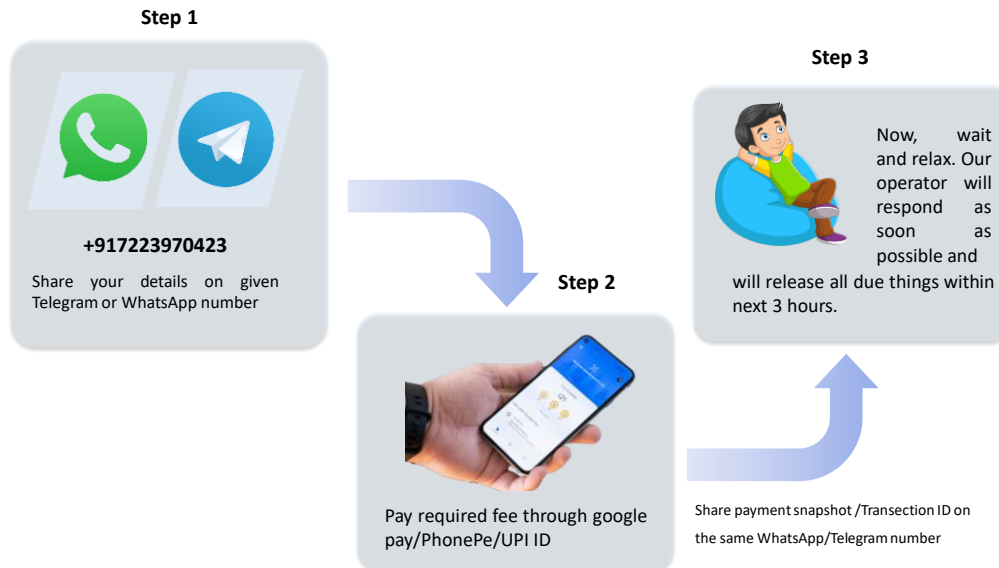 Step 1
+917223970423
Share your details on given
Telegram or WhatsApp number
Step 2
Pay required fee through google
pay/PhonePe/UPI ID
Share payment snapshot /Transection ID on
the same WhatsApp/Telegram number
Step 3
Now, wait
and relax. Our
operator will
respond as
soon as
possible and
will release all due things within
next 3 hours.